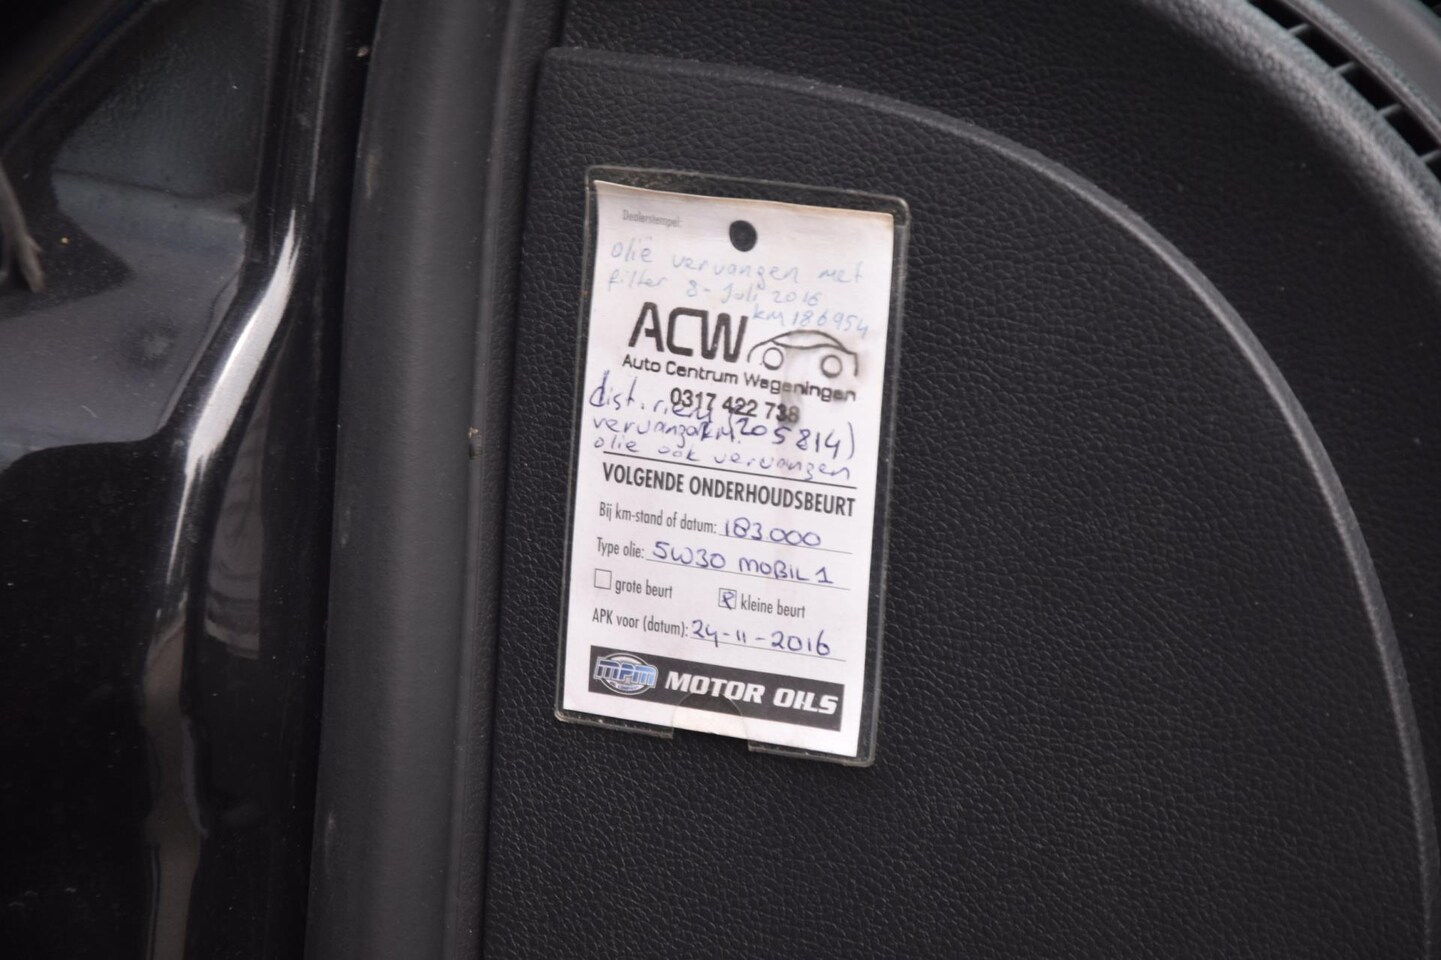 Dealerstempel:
olie vervangen met
filter 8-Juli 2016
km 186954
ACW
Auto Centrum Wageningen
0317 422 738
dist. riem (205814)
vervangen km.
olie ook vervangen
VOLGENDE ONDERHOUDSBEURT
Bij km-stand of datum: 183.000
Type olie: 5W30 MOBIL 1
grote beurt kleine beurt
APK voor (datum): 24-11-2016
MPM MOTOR OILS